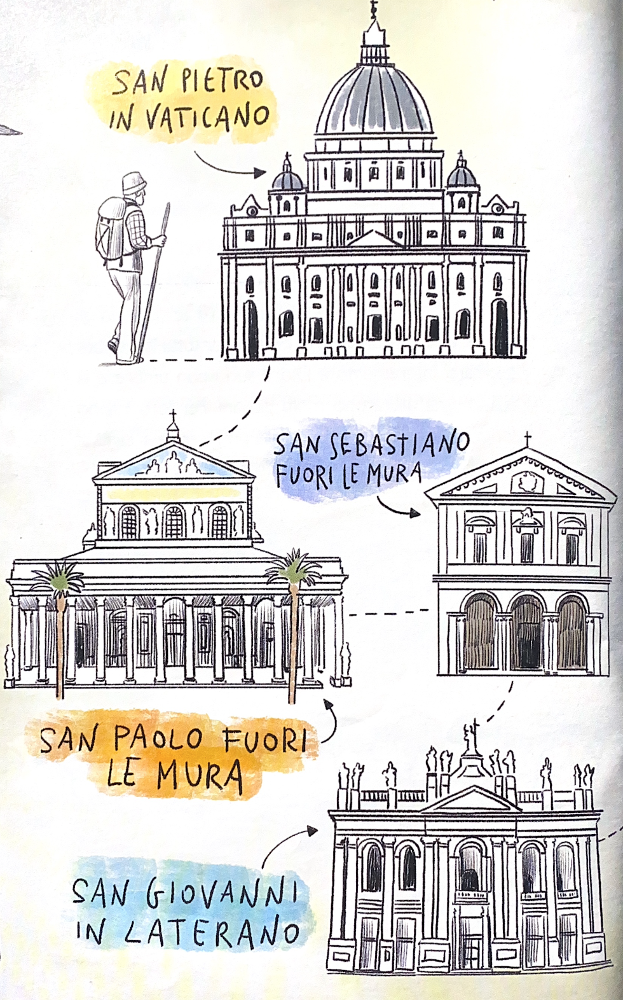 SAN PIETRO
IN VATICANO
SAN SEBASTIANO
FUORI LE MURA
SAN PAOLO FUORI
LE MURA
SAN GIOVANNI
IN LATERANO